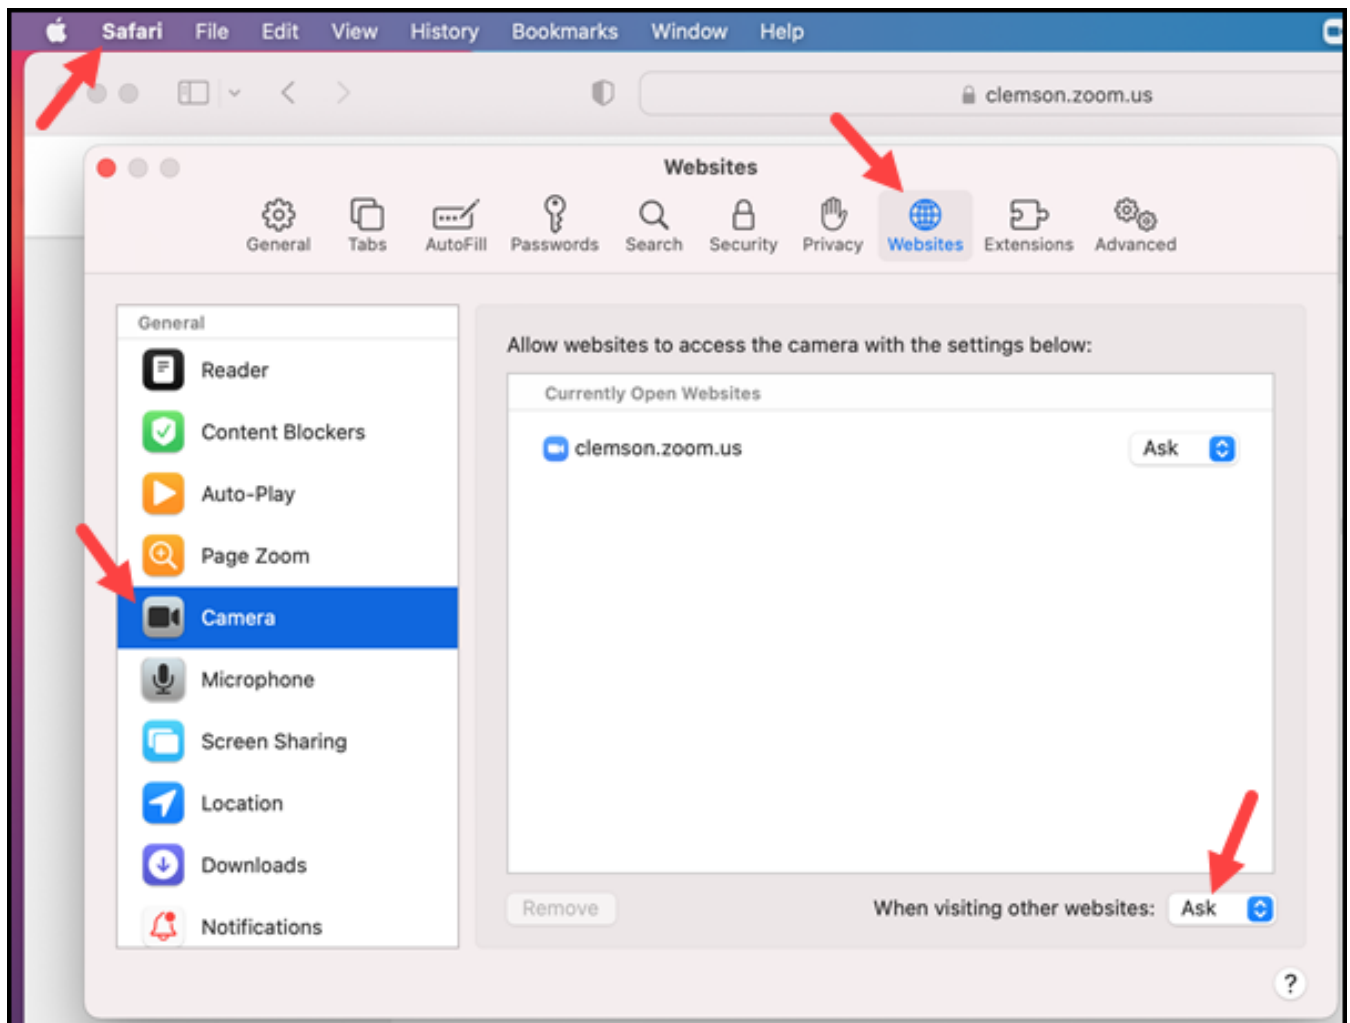 Safari File Edit View History Bookmarks Window Help
clemson.zoom.us
Websites
General Tabs AutoFill Passwords Search Security Privacy Websites Extensions Advanced
General
Reader
Content Blockers
Auto-Play
Page Zoom
Camera
Microphone
Screen Sharing
Location
Downloads
Notifications
Allow websites to access the camera with the settings below:
Currently Open Websites
clemson.zoom.us Ask
Remove When visiting other websites: Ask
?